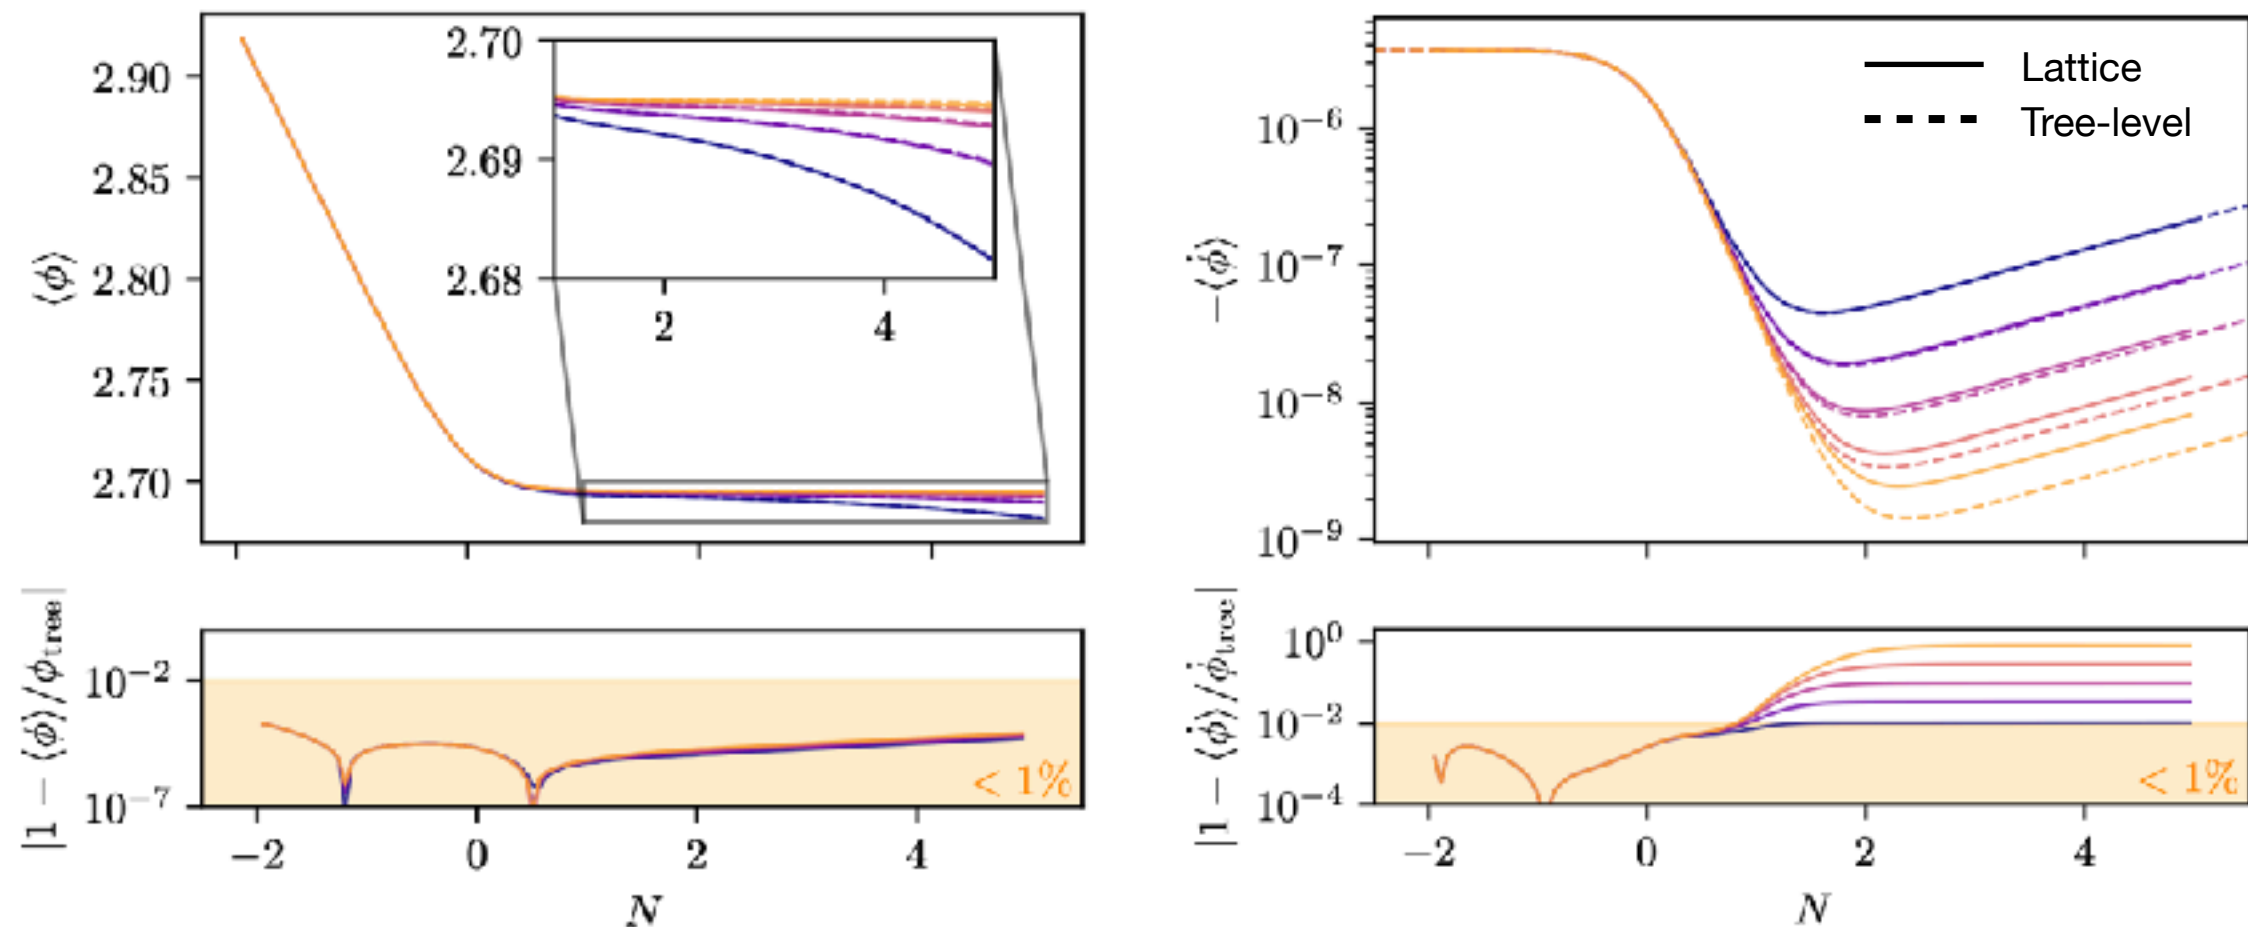 2.90
2.85
2.80
2.75
2.70
⟨ϕ⟩
2.70
2.69
2.68
2 4
10⁻²
10⁻⁷
|1 − ⟨ϕ⟩/ϕ_tree|
< 1%
−2 0 2 4
N
Lattice
Tree-level
10⁻⁶
10⁻⁷
10⁻⁸
10⁻⁹
−⟨ϕ̇⟩
10⁰
10⁻²
10⁻⁴
|1 − ⟨ϕ̇⟩/ϕ̇_tree|
< 1%
−2 0 2 4
N